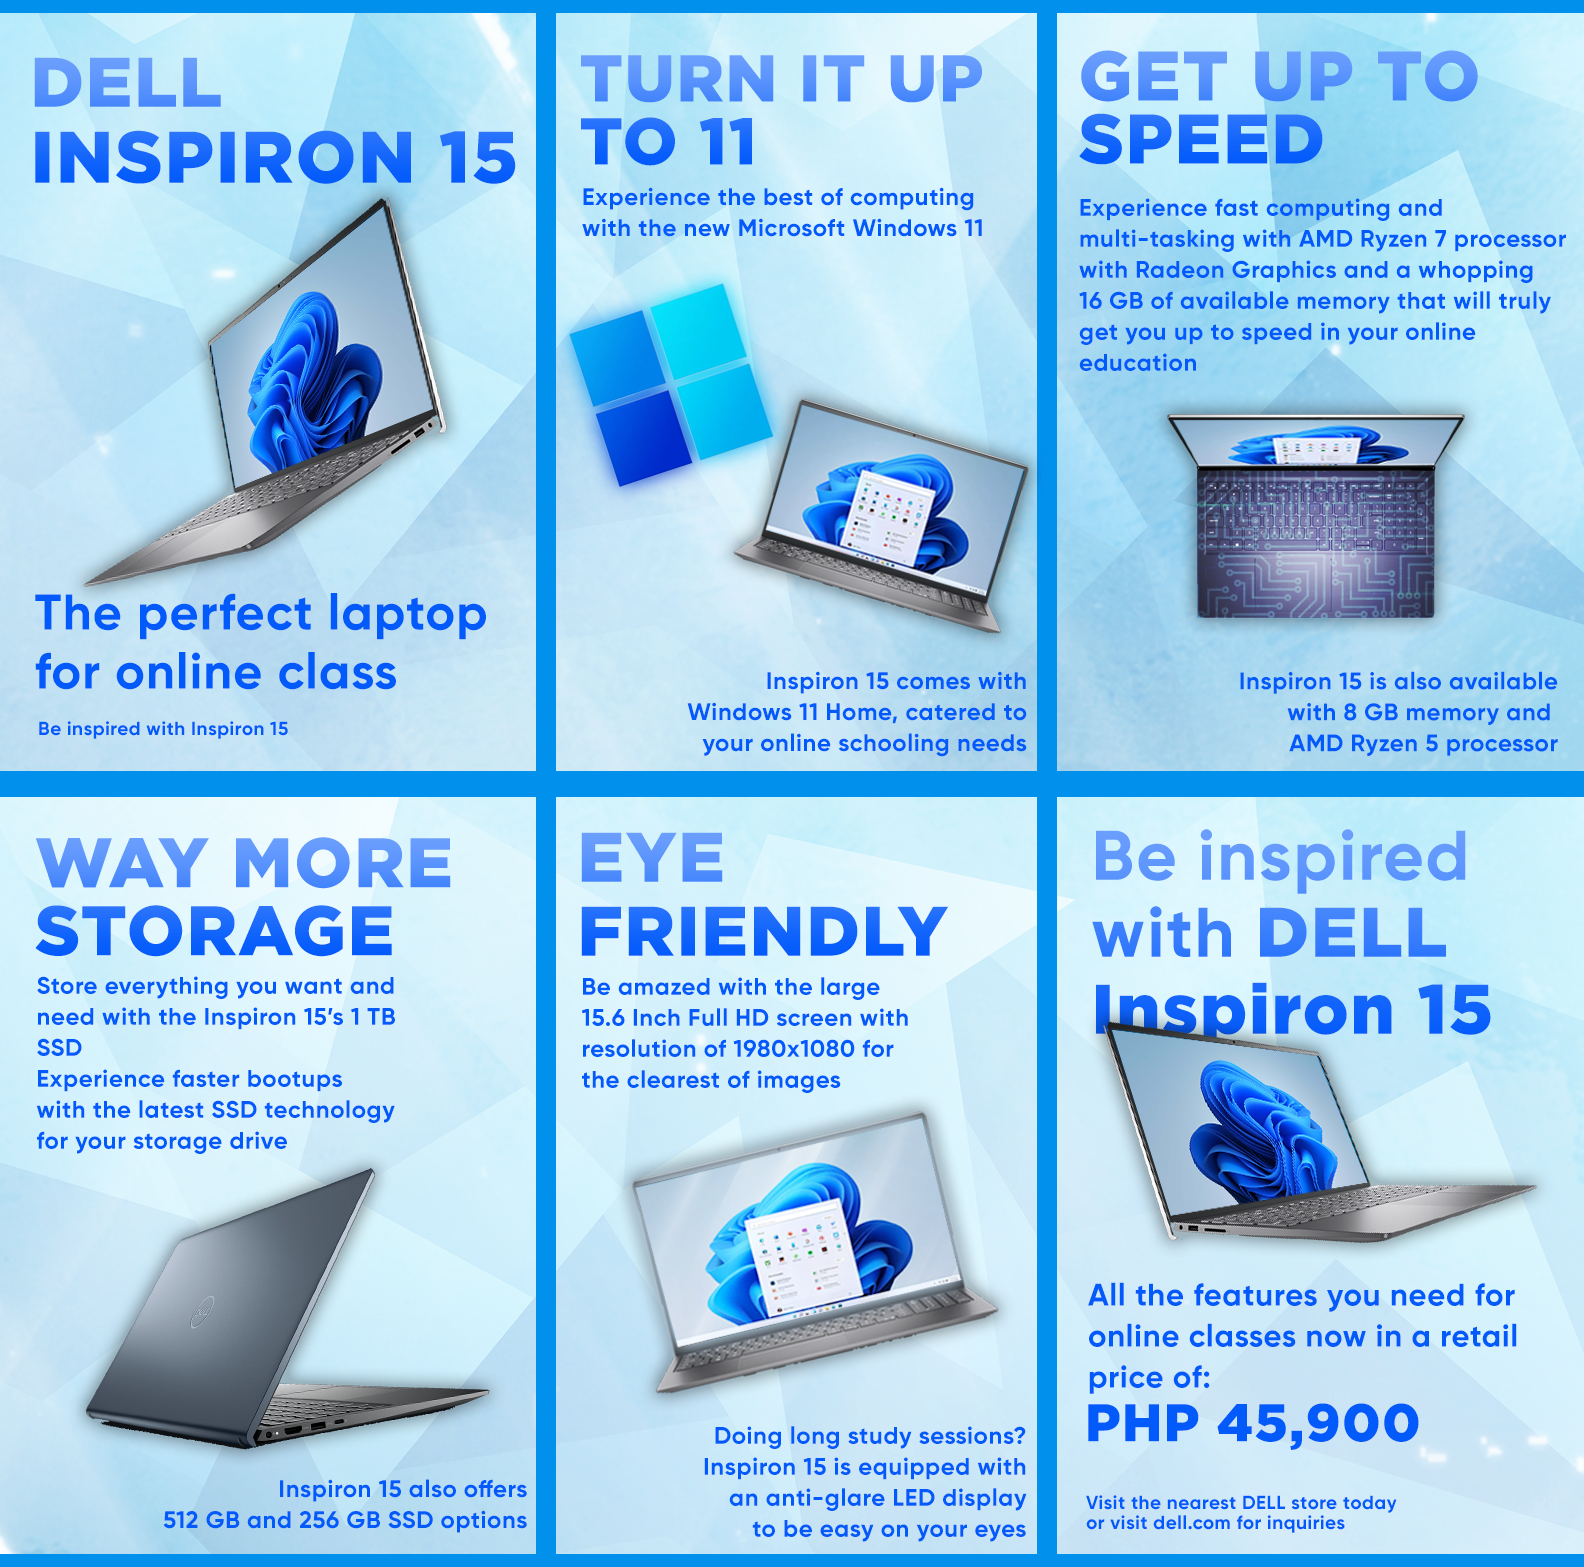 DELL
INSPIRON 15
The perfect laptop
for online class
Be inspired with Inspiron 15
TURN IT UP
TO 11
Experience the best of computing
with the new Microsoft Windows 11
Inspiron 15 comes with
Windows 11 Home, catered to
your online schooling needs
GET UP TO
SPEED
Experience fast computing and
multi-tasking with AMD Ryzen 7 processor
with Radeon Graphics and a whopping
16 GB of available memory that will truly
get you up to speed in your online
education
Inspiron 15 is also available
with 8 GB memory and
AMD Ryzen 5 processor
WAY MORE
STORAGE
Store everything you want and
need with the Inspiron 15's 1 TB
SSD
Experience faster bootups
with the latest SSD technology
for your storage drive
Inspiron 15 also offers
512 GB and 256 GB SSD options
EYE
FRIENDLY
Be amazed with the large
15.6 Inch Full HD screen with
resolution of 1980x1080 for
the clearest of images
Doing long study sessions?
Inspiron 15 is equipped with
an anti-glare LED display
to be easy on your eyes
Be inspired
with DELL
Inspiron 15
All the features you need for
online classes now in a retail
price of:
PHP 45,900
Visit the nearest DELL store today
or visit dell.com for inquiries